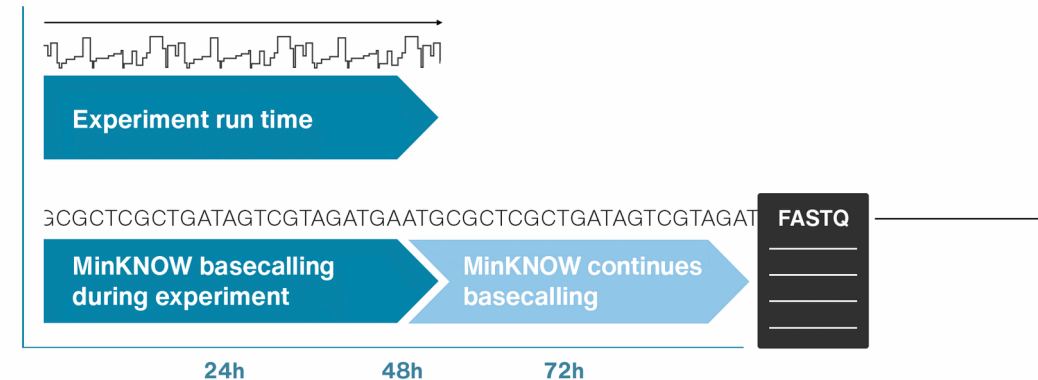 Experiment run time
GCGCTCGCTGATAGTCGTAGATGAATGCGCTCGCTGATAGTCGTAGAT
FASTQ
MinKNOW basecalling
during experiment
MinKNOW continues
basecalling
24h
48h
72h